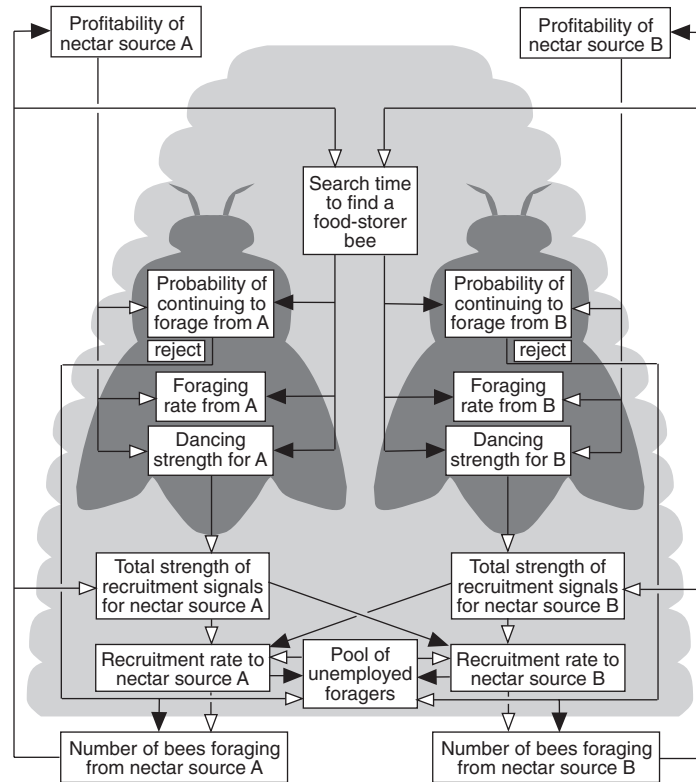 Profitability of
nectar source A
Profitability of
nectar source B
Search time
to find a
food-storer
bee
Probability of
continuing to
forage from A
Probability of
continuing to
forage from B
reject
reject
Foraging
rate from A
Foraging
rate from B
Dancing
strength for A
Dancing
strength for B
Total strength of
recruitment signals
for nectar source A
Total strength of
recruitment signals
for nectar source B
Recruitment rate to
nectar source A
Pool of
unemployed
foragers
Recruitment rate to
nectar source B
Number of bees foraging
from nectar source A
Number of bees foraging
from nectar source B